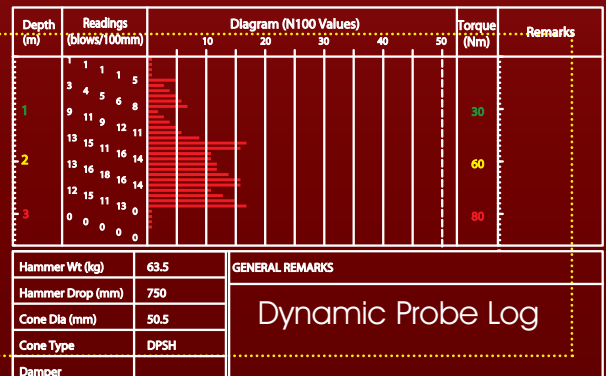 Depth (m) Readings (blows/100mm) Diagram (N100 Values) Torque (Nm) Remarks
10 20 30 40 50
1 1 1 1 5
3 4 5 6 8
1 9 11 9 12 11 30
13 15 11 16 14
2 13 16 18 16 14 60
12 15 11 13 0
3 0 0 0 0 0 80
Hammer Wt (kg) 63.5 GENERAL REMARKS
Hammer Drop (mm) 750
Dynamic Probe Log
Cone Dia (mm) 50.5
Cone Type DPSH
Damper